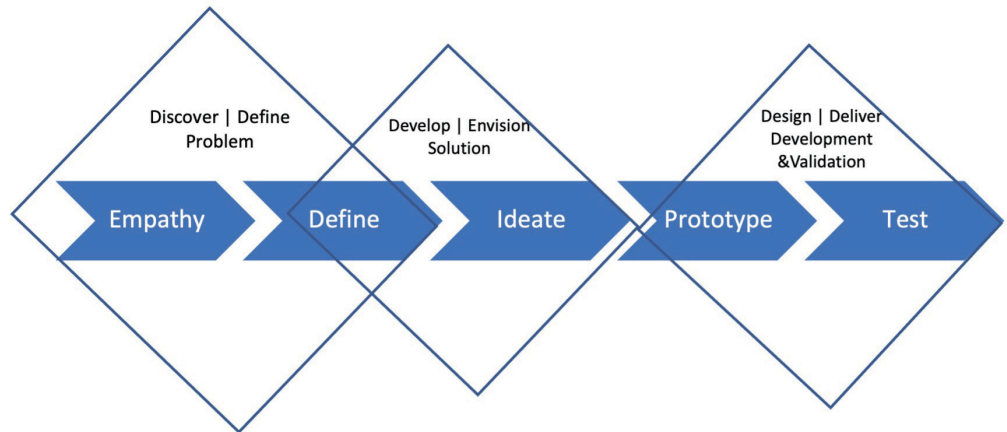 Discover | Define
Problem
Develop | Envision
Solution
Design | Deliver
Development
&Validation
Empathy
Define
Ideate
Prototype
Test